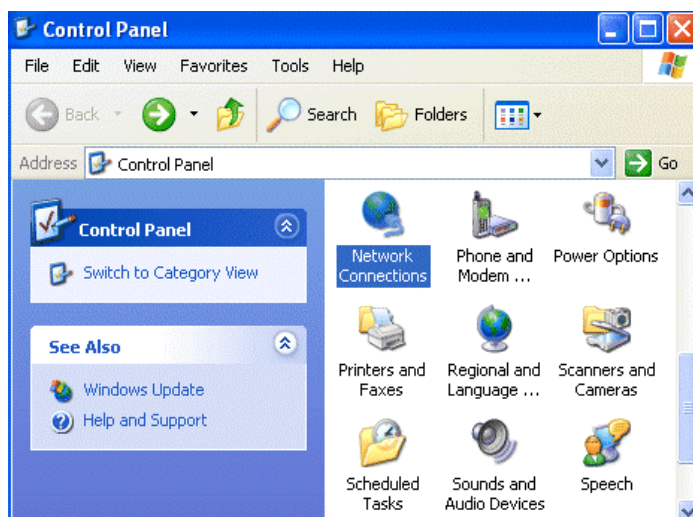 Control Panel
File Edit View Favorites Tools Help
Back Search Folders
Address Control Panel Go
Control Panel
Switch to Category View
See Also
Windows Update
Help and Support
Network
Connections
Phone and
Modem ...
Power Options
Printers and
Faxes
Regional and
Language ...
Scanners and
Cameras
Scheduled
Tasks
Sounds and
Audio Devices
Speech